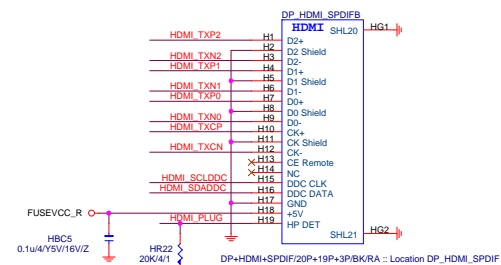 DP_HDMI_SPDIFB
HDMI
HDMI_TXP2 H1 D2+ SHL20 HG1
H2 D2 Shield
HDMI_TXN2 H3 D2-
HDMI_TXP1 H4 D1+
H5 D1 Shield
HDMI_TXN1 H6 D1-
HDMI_TXP0 H7 D0+
H8 D0 Shield
HDMI_TXN0 H9 D0-
HDMI_TXCP H10 CK+
H11 CK Shield
HDMI_TXCN H12 CK-
H13 CE Remote
H14 NC
HDMI_SCLDDC H15 DDC CLK
HDMI_SDADDC H16 DDC DATA
H17 GND
FUSEVCC_R H18 +5V
HDMI_PLUG H19 HP DET SHL21 HG2
HBC5
0.1u/4/Y5V/16V/Z
HR22
20K/4/1
DP+HDMI+SPDIF/20P+19P+3P/BK/RA :: Location DP_HDMI_SPDIF